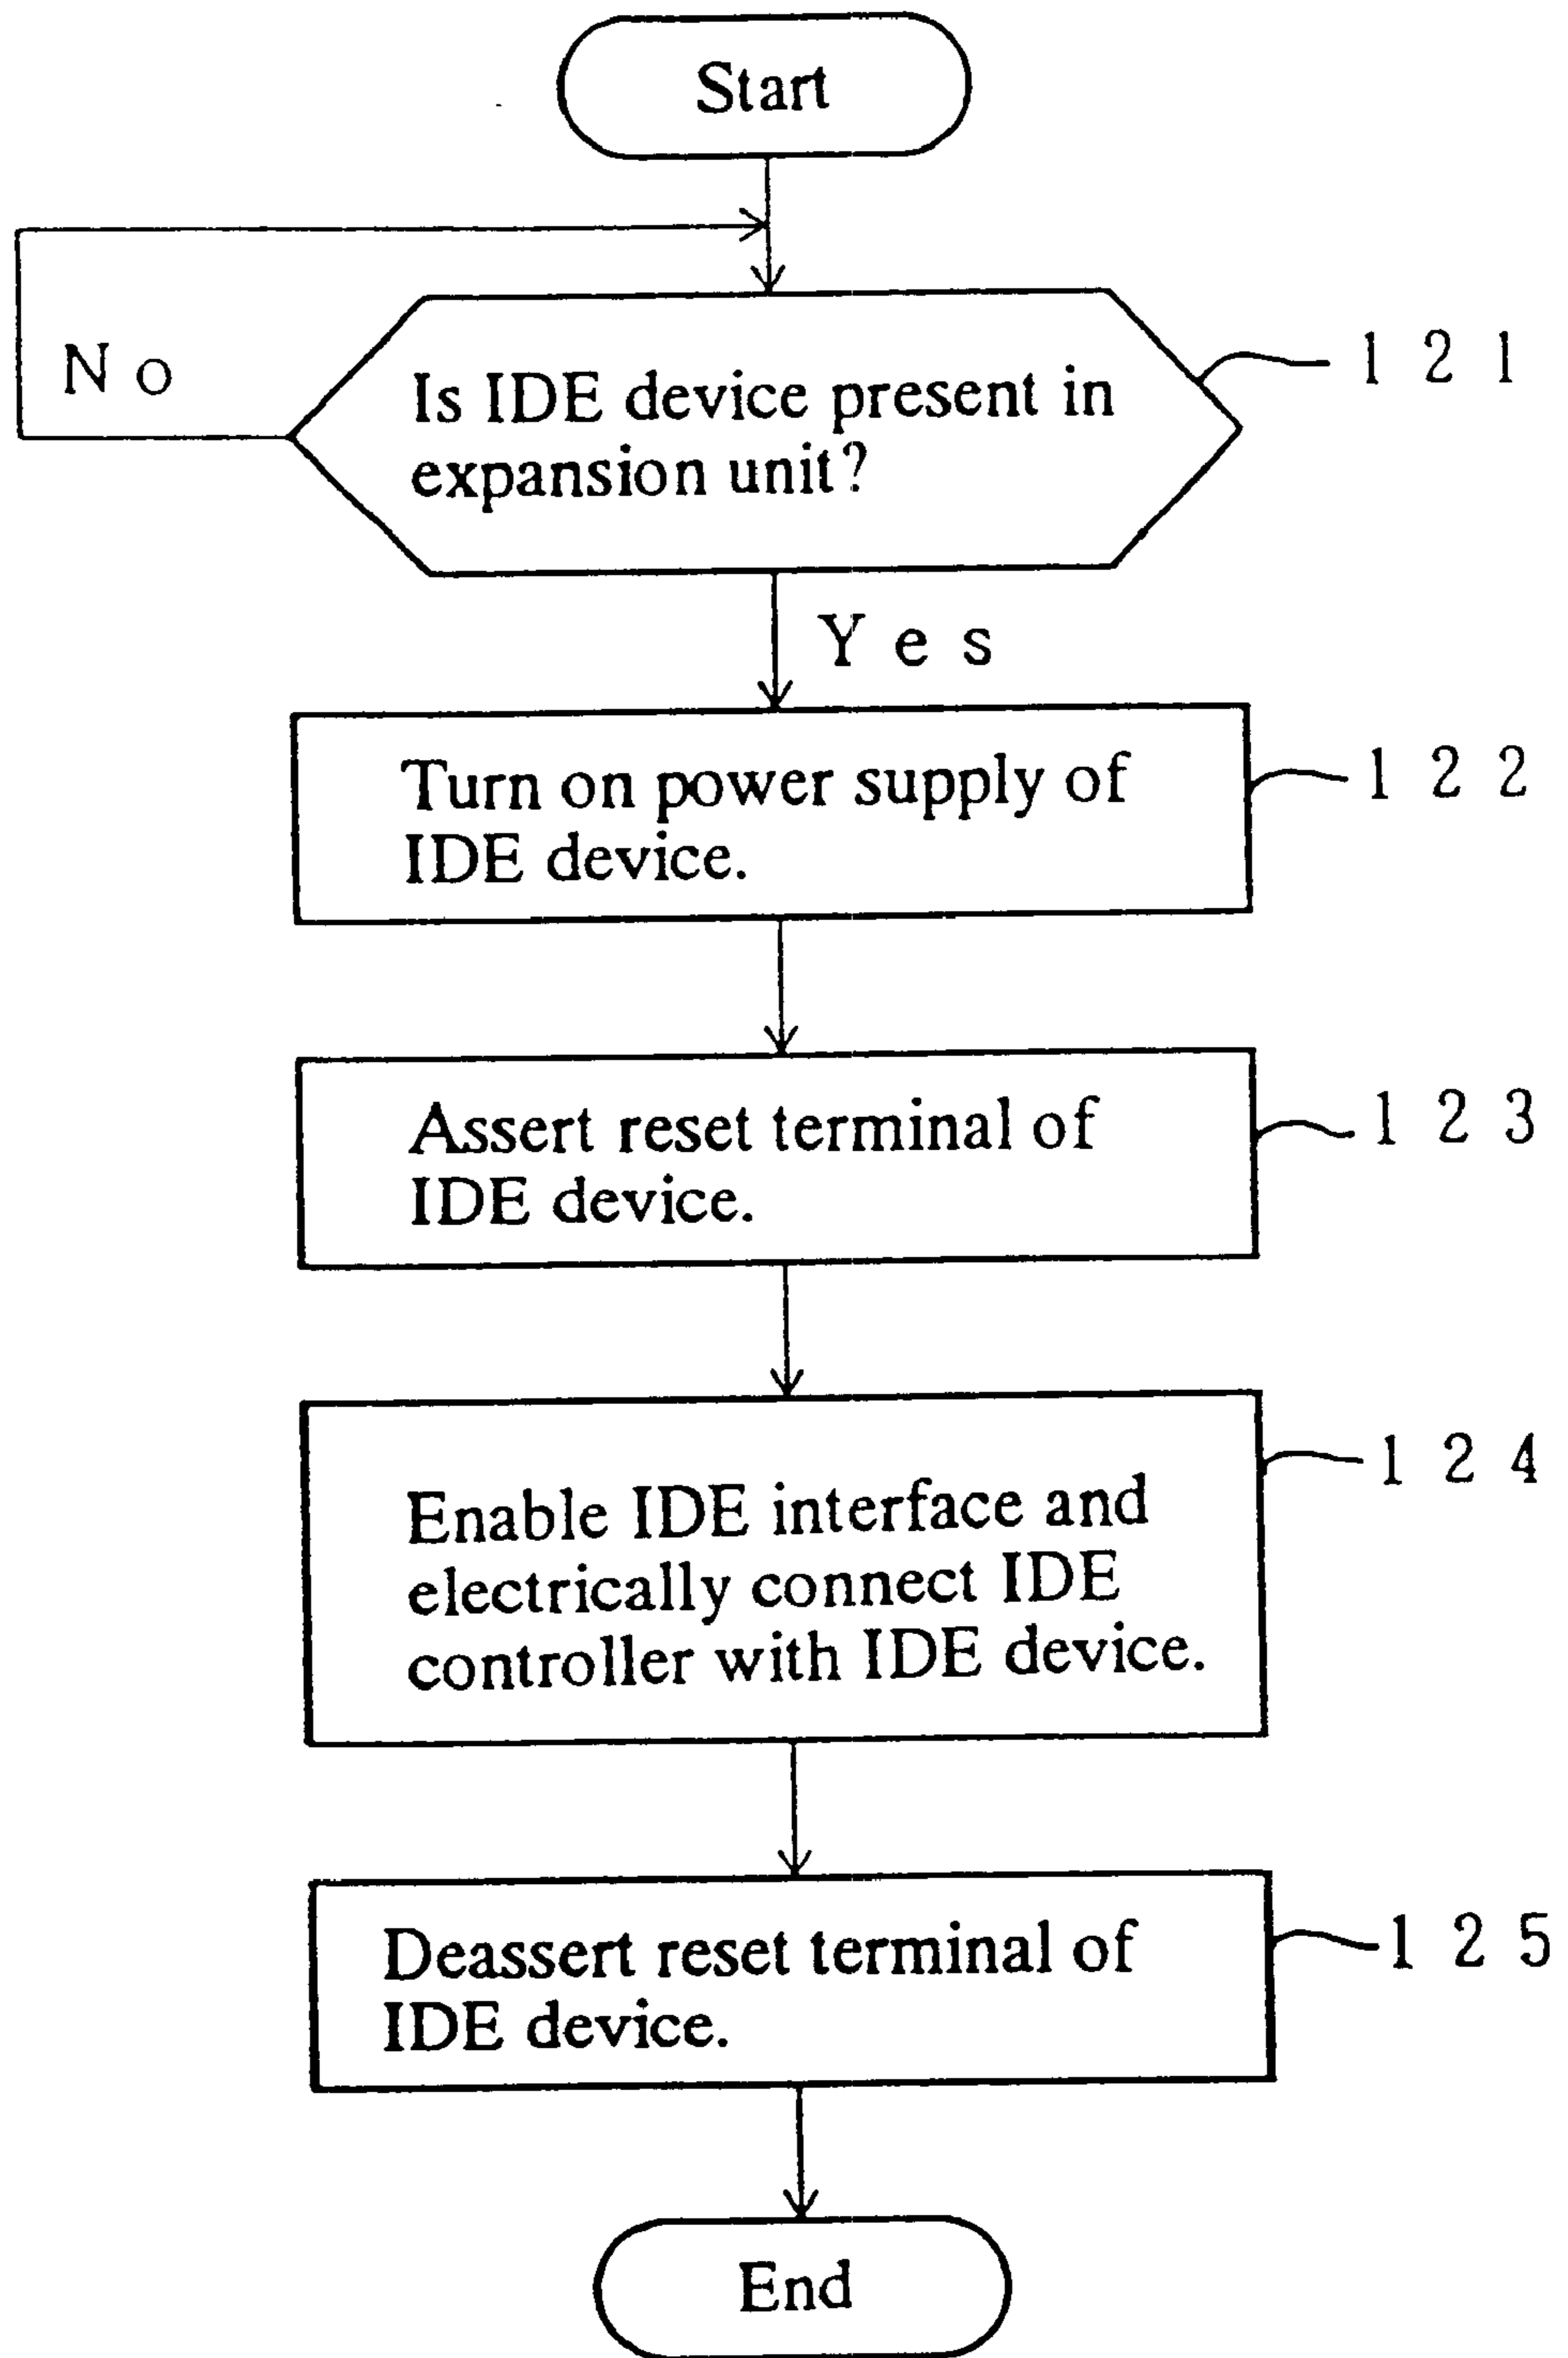 Start
No
Is IDE device present in
expansion unit?
121
Yes
Turn on power supply of
IDE device.
122
Assert reset terminal of
IDE device.
123
Enable IDE interface and
electrically connect IDE
controller with IDE device.
124
Deassert reset terminal of
IDE device.
125
End